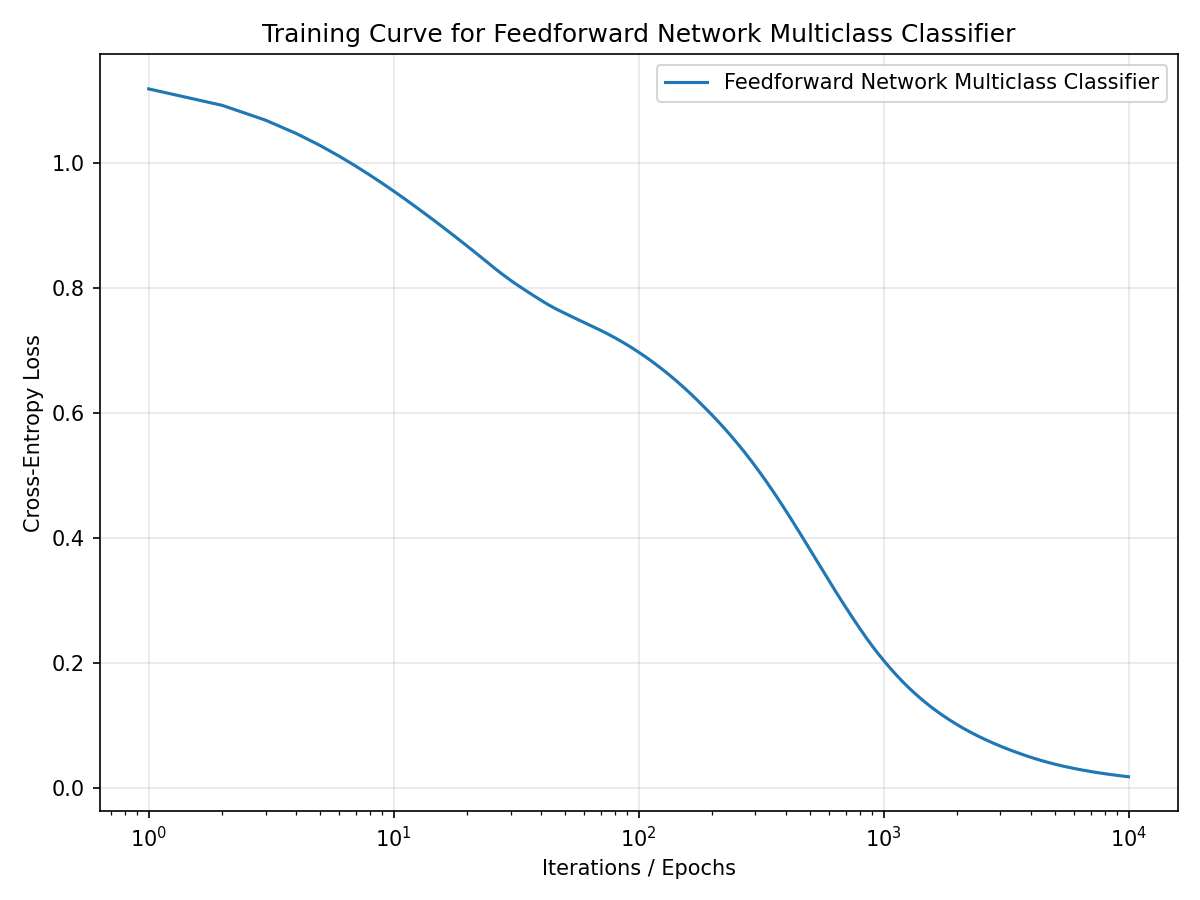 Training Curve for Feedforward Network Multiclass Classifier
Feedforward Network Multiclass Classifier
Cross-Entropy Loss
1.0
0.8
0.6
0.4
0.2
0.0
10⁰ 10¹ 10² 10³ 10⁴
Iterations / Epochs